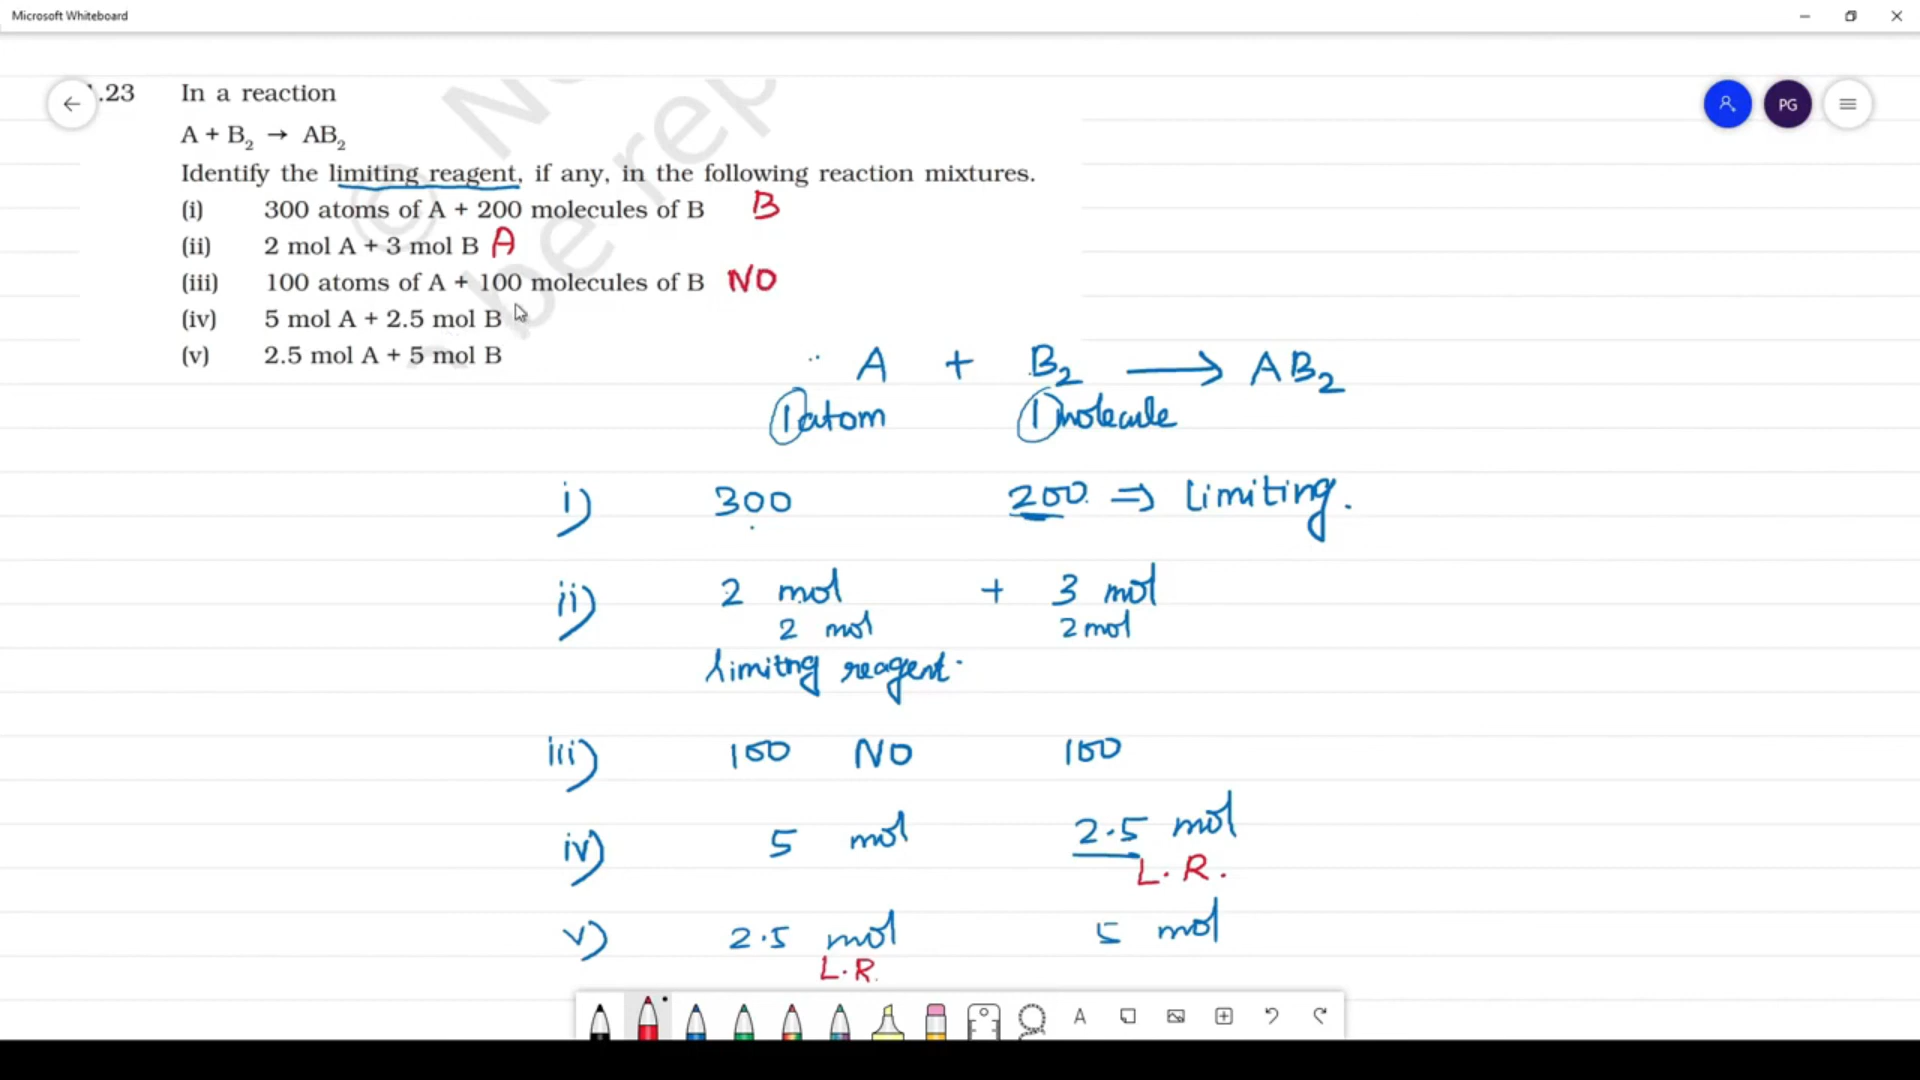 Microsoft Whiteboard
.23 In a reaction
PG
A + B₂ → AB₂
Identify the limiting reagent, if any, in the following reaction mixtures.
(i) 300 atoms of A + 200 molecules of B B
(ii) 2 mol A + 3 mol B A
(iii) 100 atoms of A + 100 molecules of B NO
(iv) 5 mol A + 2.5 mol B
(v) 2.5 mol A + 5 mol B
A + B₂ ⟶ AB₂
1 atom 1 molecule
i) 300 200 ⇒ limiting.
ii) 2 mol + 3 mol
2 mol 2 mol
limitng reagent.
iii) 100 NO 100
iv) 5 mol 2.5 mol
L.R.
v) 2.5 mol 5 mol
L.R.
A